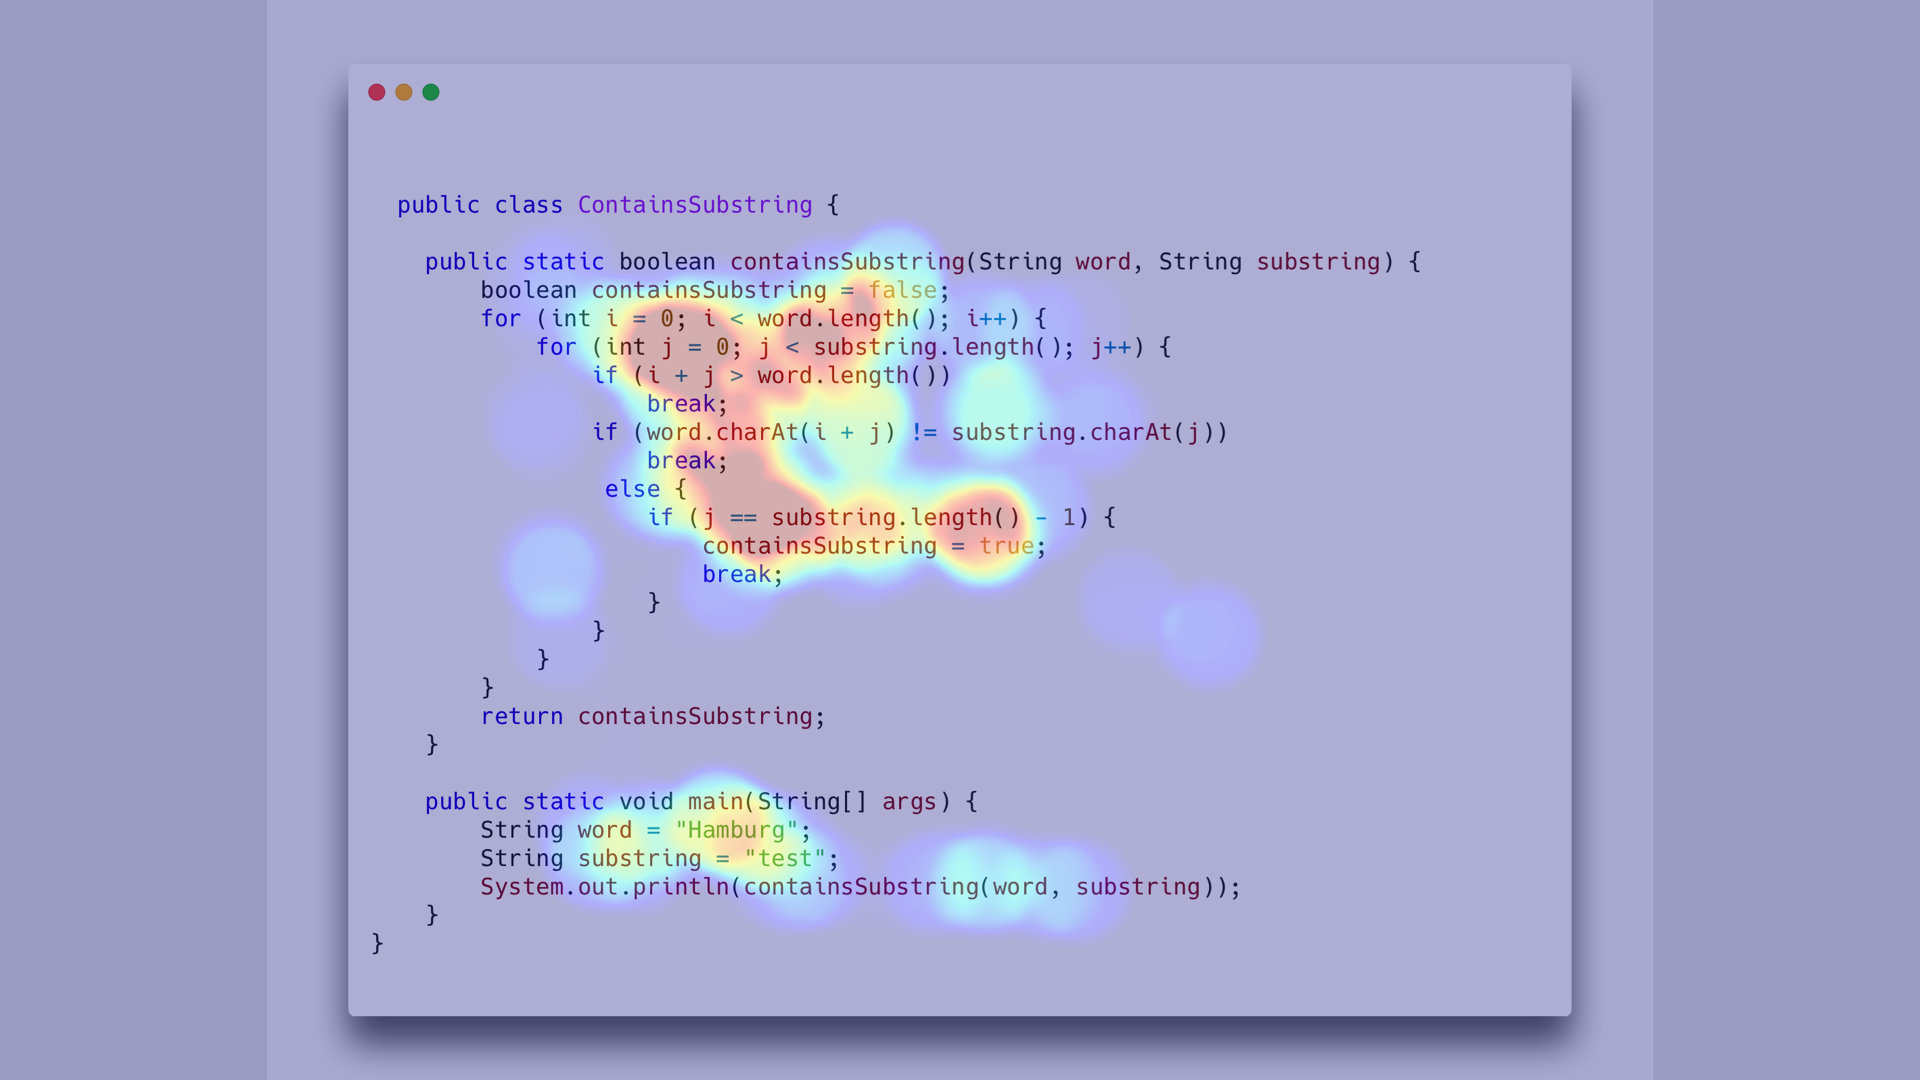 public class ContainsSubstring {
public static boolean containsSubstring(String word, String substring) {
boolean containsSubstring = false;
for (int i = 0; i < word.length(); i++) {
for (int j = 0; j < substring.length(); j++) {
if (i + j > word.length())
break;
if (word.charAt(i + j) != substring.charAt(j))
break;
else {
if (j == substring.length() - 1) {
containsSubstring = true;
break;
}
}
}
}
return containsSubstring;
}
public static void main(String[] args) {
String word = "Hamburg";
String substring = "test";
System.out.println(containsSubstring(word, substring));
}
}